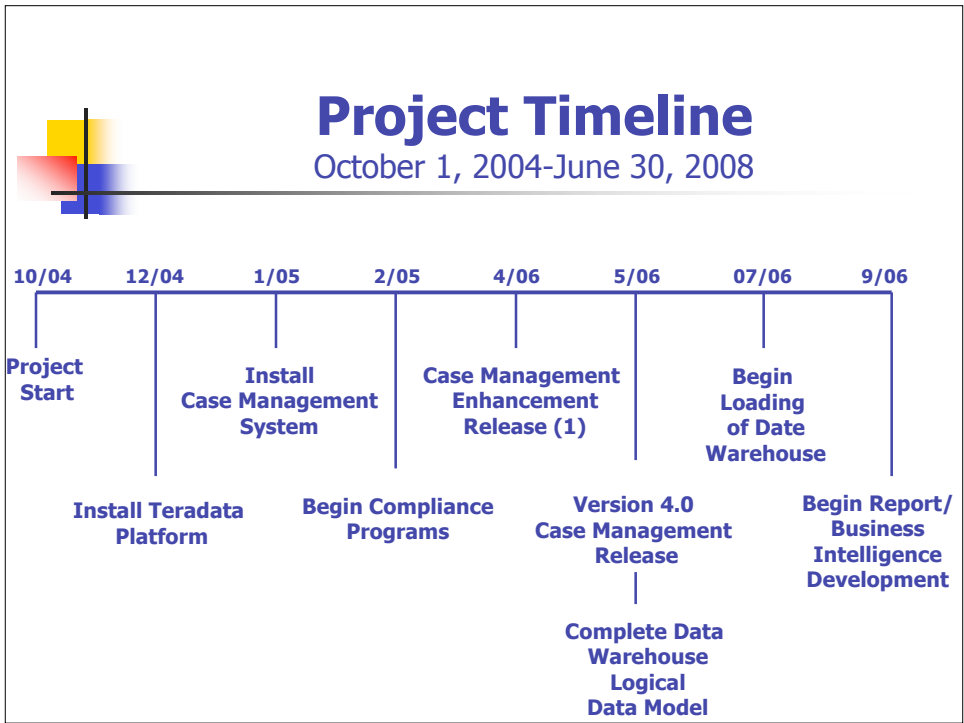 Project Timeline
October 1, 2004-June 30, 2008
10/04 12/04 1/05 2/05 4/06 5/06 07/06 9/06
Project
Start
Install Teradata
Platform
Install
Case Management
System
Begin Compliance
Programs
Case Management
Enhancement
Release (1)
Version 4.0
Case Management
Release
Complete Data
Warehouse
Logical
Data Model
Begin
Loading
of Date
Warehouse
Begin Report/
Business
Intelligence
Development